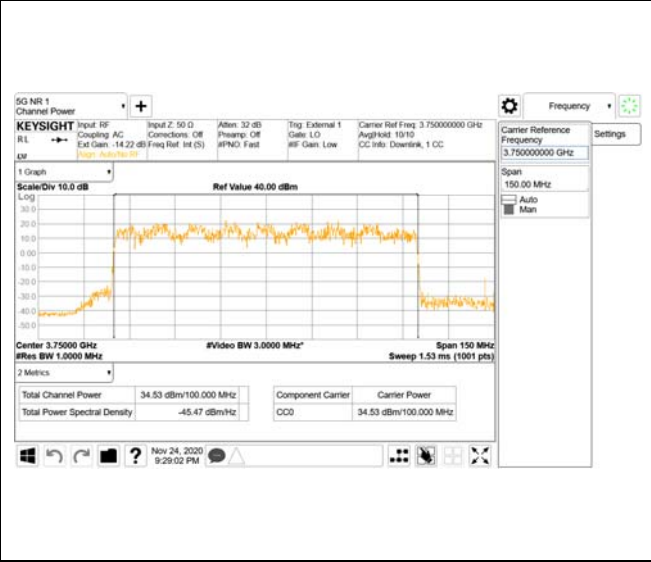 5G NR 1
Channel Power
Frequency
KEYSIGHT
RL
Input: RF
Coupling: AC
Ext Gain: -14.22 dB
Align: Auto/No RF
Input Z: 50 Ω
Corrections: Off
Freq Ref: Int (S)
Atten: 32 dB
Preamp: Off
#PNO: Fast
Trig: External 1
Gate: LO
#IF Gain: Low
Carrier Ref Freq: 3.750000000 GHz
Avg|Hold: 10/10
CC Info: Downlink, 1 CC
Carrier Reference
Frequency
3.750000000 GHz
Settings
Span
150.00 MHz
Auto
Man
1 Graph
Scale/Div 10.0 dB
Ref Value 40.00 dBm
Log
30.0
20.0
10.0
0.00
-10.0
-20.0
-30.0
-40.0
-50.0
Center 3.75000 GHz
#Video BW 3.0000 MHz*
Span 150 MHz
#Res BW 1.0000 MHz
Sweep 1.53 ms (1001 pts)
2 Metrics
Total Channel Power
34.53 dBm/100.000 MHz
Total Power Spectral Density
-45.47 dBm/Hz
Component Carrier
Carrier Power
CC0
34.53 dBm/100.000 MHz
?
Nov 24, 2020
9:29:02 PM